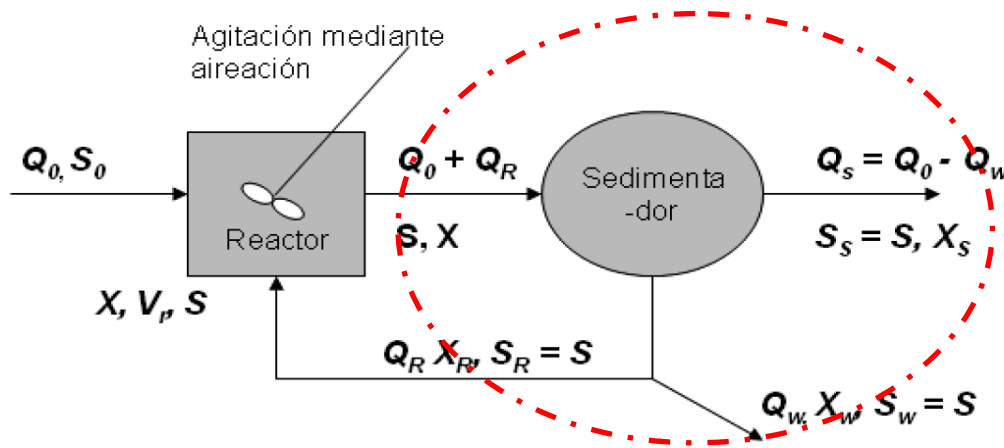 Agitación mediante
aireación
Q0, S0
Q0 + QR
Qs = Q0 - Qw
Sedimenta
-dor
Reactor
S, X
SS = S, XS
X, Vr, S
QR XR, SR = S
Qw, Xw, Sw = S